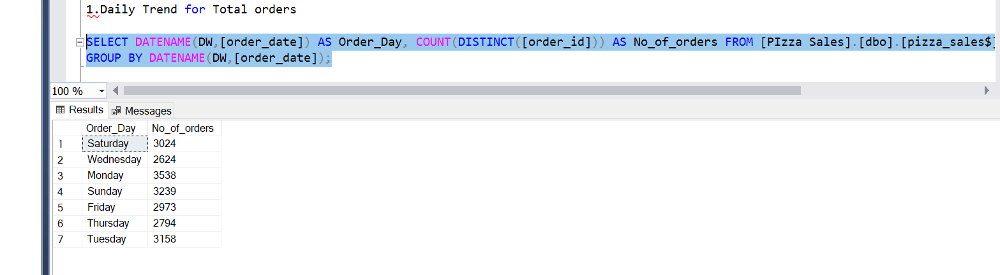 1.Daily Trend for Total orders
SELECT DATENAME(DW,[order_date]) AS Order_Day, COUNT(DISTINCT([order_id])) AS No_of_orders FROM [PIzza Sales].[dbo].[pizza_sales$]
GROUP BY DATENAME(DW,[order_date]);
100 %
Results Messages
Order_Day No_of_orders
1 Saturday 3024
2 Wednesday 2624
3 Monday 3538
4 Sunday 3239
5 Friday 2973
6 Thursday 2794
7 Tuesday 3158